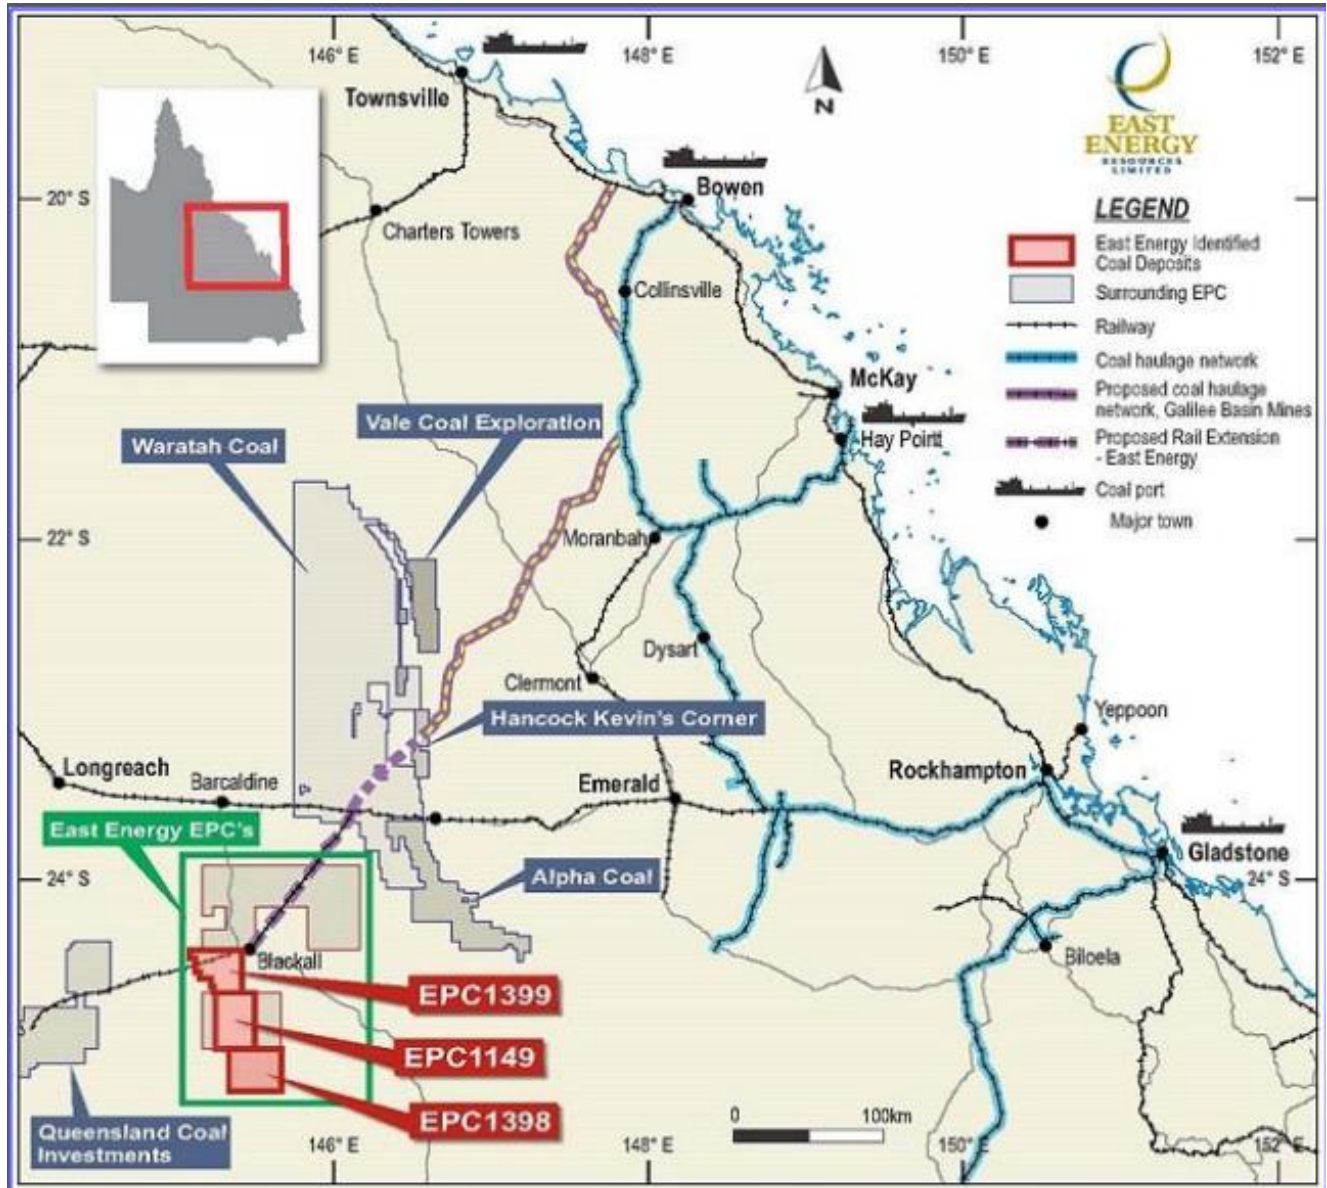 146° E
148° E
150° E
152° E
Townsville
N
EAST
ENERGY
RESOURCES
LIMITED
Bowen
20° S
Charters Towers
LEGEND
East Energy Identified
Coal Deposits
Surrounding EPC
Railway
Coal haulage network
Proposed coal haulage
network, Galilee Basin Mines
Proposed Rail Extension
- East Energy
Coal port
Major town
Collinsville
McKay
Hay Pointt
Vale Coal Exploration
Waratah Coal
22° S
Moranbah
Dysart
Clermont
Hancock Kevin's Corner
Yeppoon
Longreach
Barcaldine
Emerald
Rockhampton
East Energy EPC's
Gladstone
24° S
24° S
Alpha Coal
Blackall
Biloela
EPC1399
EPC1149
EPC1398
Queensland Coal
Investments
0
100km
146° E
148° E
150° E
152° E